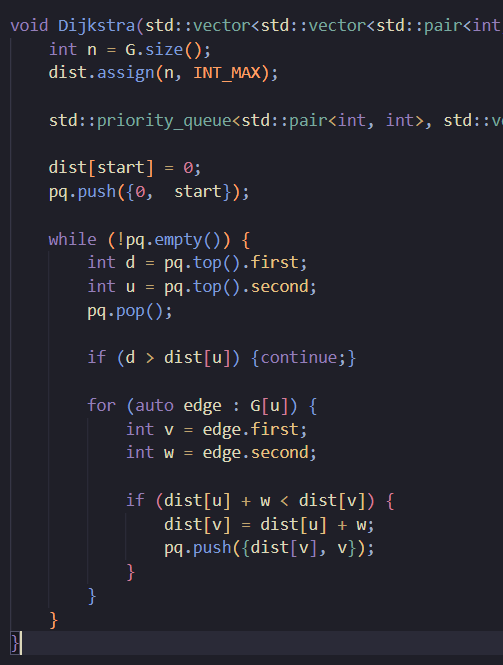 void Dijkstra(std::vector<std::vector<std::pair<int
int n = G.size();
dist.assign(n, INT_MAX);
std::priority_queue<std::pair<int, int>, std::v
dist[start] = 0;
pq.push({0,  start});
while (!pq.empty()) {
int d = pq.top().first;
int u = pq.top().second;
pq.pop();
if (d > dist[u]) {continue;}
for (auto edge : G[u]) {
int v = edge.first;
int w = edge.second;
if (dist[u] + w < dist[v]) {
dist[v] = dist[u] + w;
pq.push({dist[v], v});
}
}
}
}